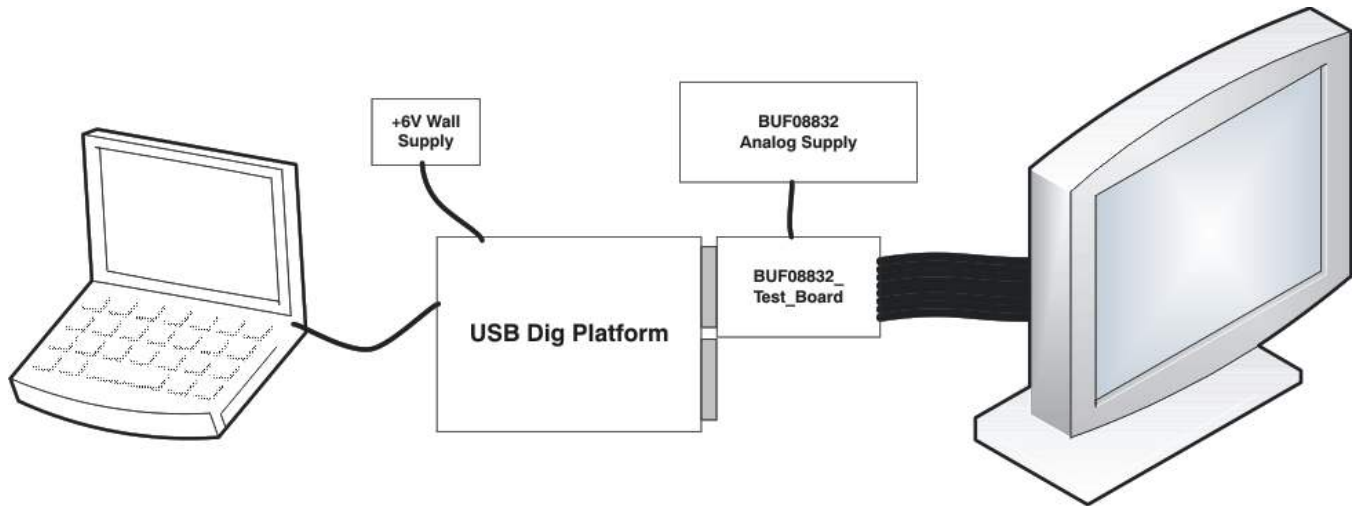 +6V Wall
Supply
BUF08832
Analog Supply
USB Dig Platform
BUF08832_
Test_Board